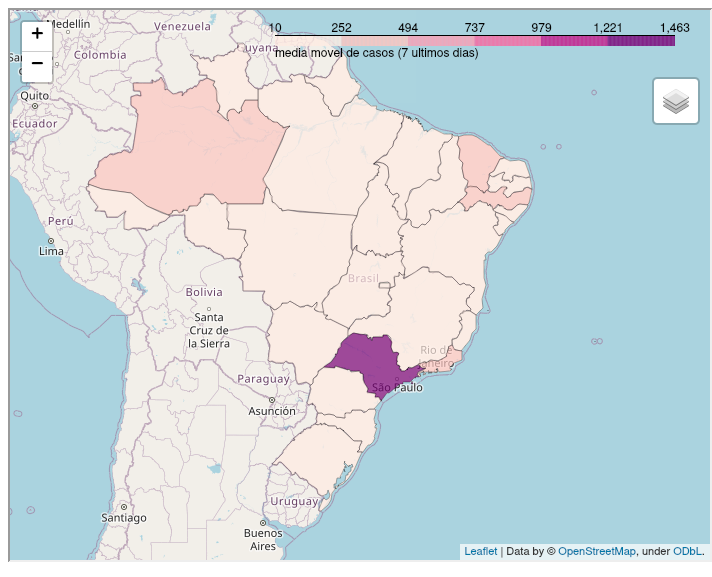 +
−
10 252 494 737 979 1,221 1,463
media movel de casos (7 ultimos dias)
Medellín
Venezuela
Colombia
Quito
Ecuador
Perú
Lima
Brasil
Bolivia
Santa
Cruz de
la Sierra
Rio de
Janeiro
São Paulo
Paraguay
Asunción
Uruguay
Santiago
Buenos
Aires
Leaflet | Data by © OpenStreetMap, under ODbL.